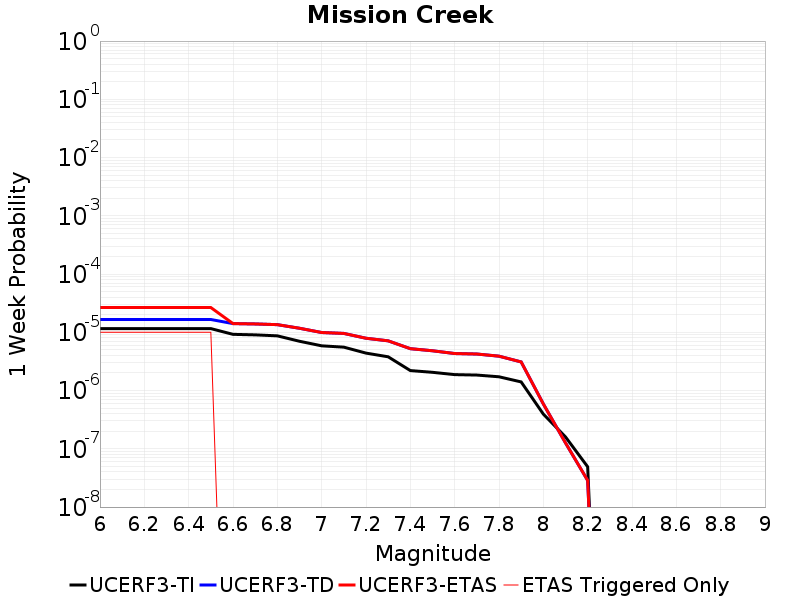 Mission Creek
10^0
10^-1
10^-2
10^-3
10^-4
10^-5
10^-6
10^-7
10^-8
1 Week Probability
6 6.2 6.4 6.6 6.8 7 7.2 7.4 7.6 7.8 8 8.2 8.4 8.6 8.8 9
Magnitude
UCERF3-TI UCERF3-TD UCERF3-ETAS ETAS Triggered Only